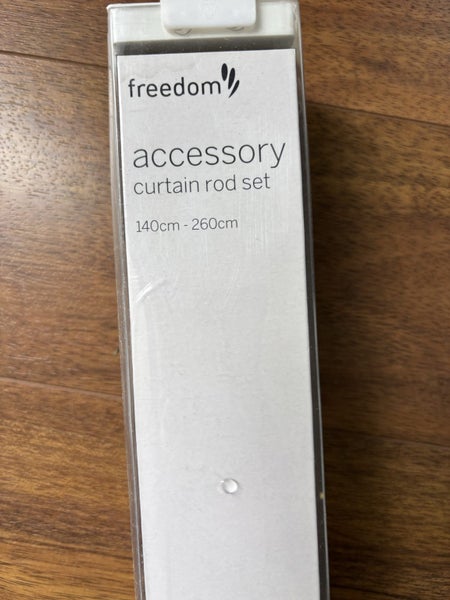 freedom
accessory
curtain rod set
140cm - 260cm